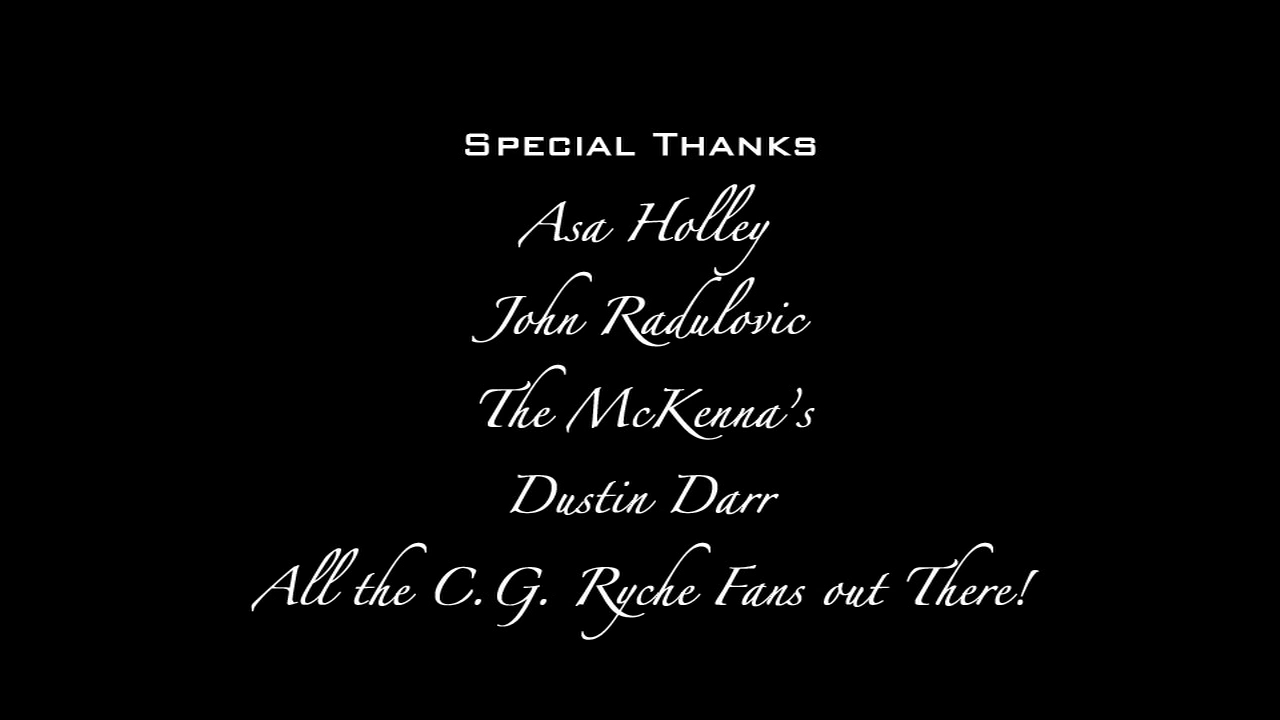 Special Thanks
Asa Holley
John Radulovic
The McKenna's
Dustin Darr
All the C.G. Ryche Fans out There!